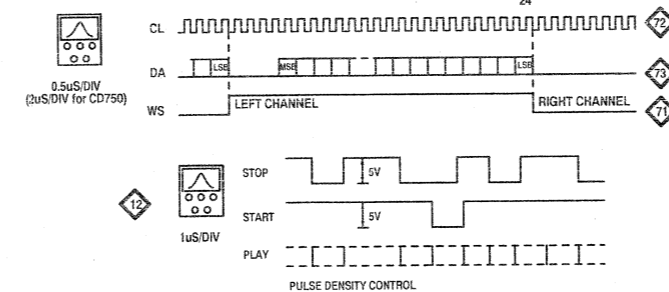 24
CL
72
LSB
MSB
LSB
DA
73
0.5uS/DIV
(2uS/DIV for CD750)
LEFT CHANNEL
RIGHT CHANNEL
WS
71
STOP
5V
12
START
5V
1uS/DIV
PLAY
PULSE DENSITY CONTROL